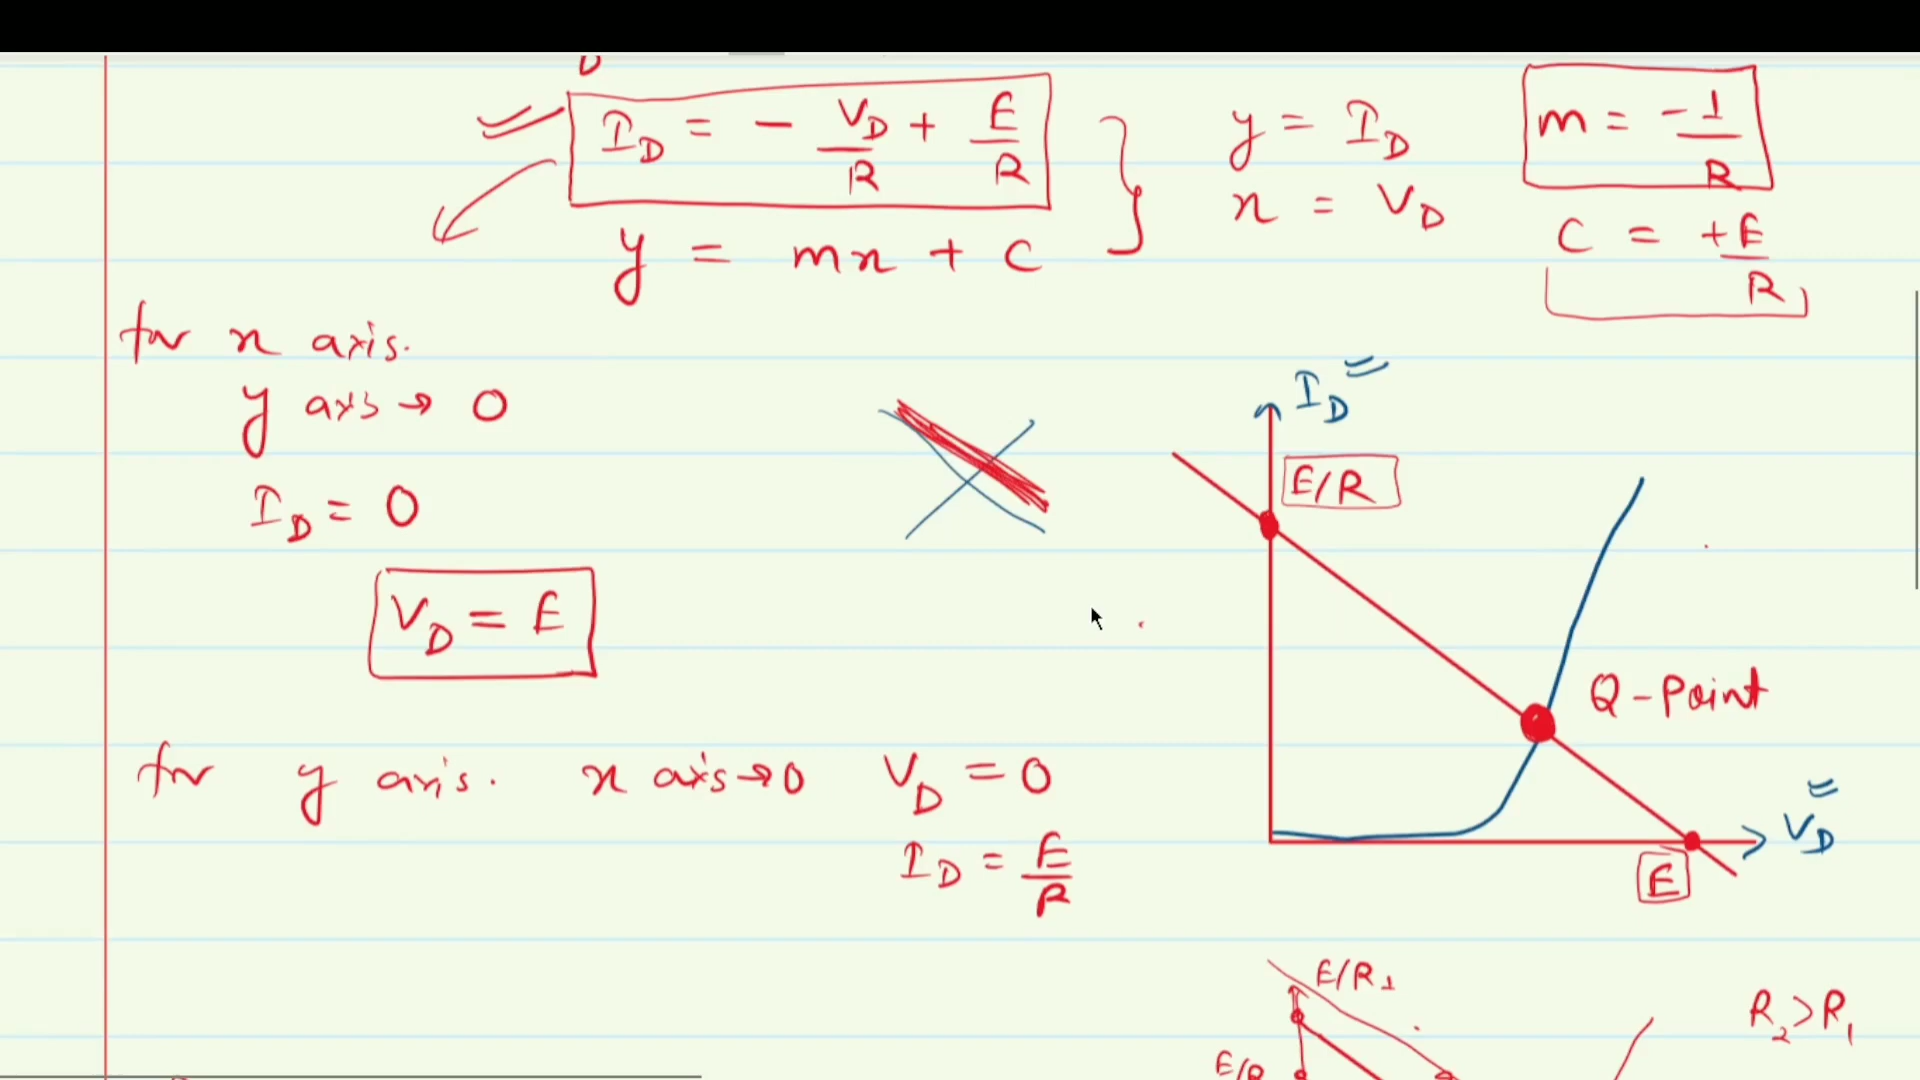 I_D = - V_D/R + E/R
y = mx + c
y = I_D
x = V_D
m = -1/R
C = +E/R
for x axis.
y axis → 0
I_D = 0
V_D = E
for y axis. x axis → 0 V_D = 0
I_D = E/R
I_D
E/R
Q-Point
V_D
E
E/R1
R2 > R1